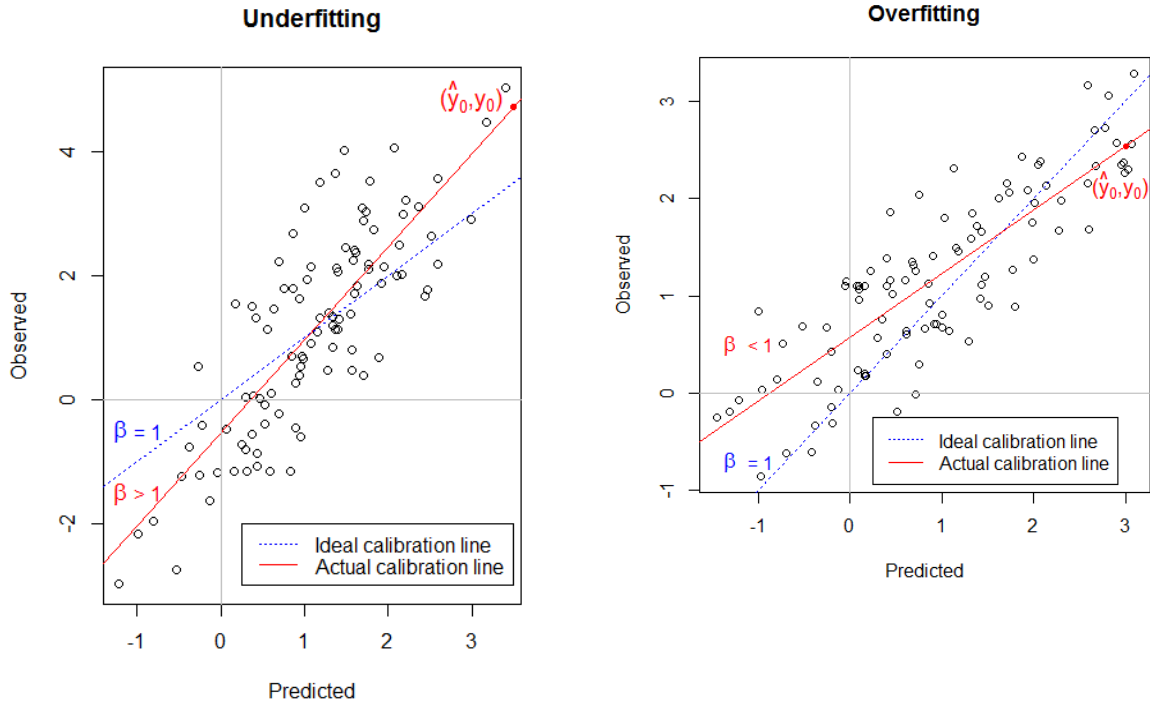 Underfitting
Observed
4
2
0
-2
(ŷ₀,y₀)
β = 1
β > 1
Ideal calibration line
Actual calibration line
-1 0 1 2 3
Predicted
Overfitting
Observed
3
2
1
0
-1
(ŷ₀,y₀)
β < 1
β = 1
Ideal calibration line
Actual calibration line
-1 0 1 2 3
Predicted